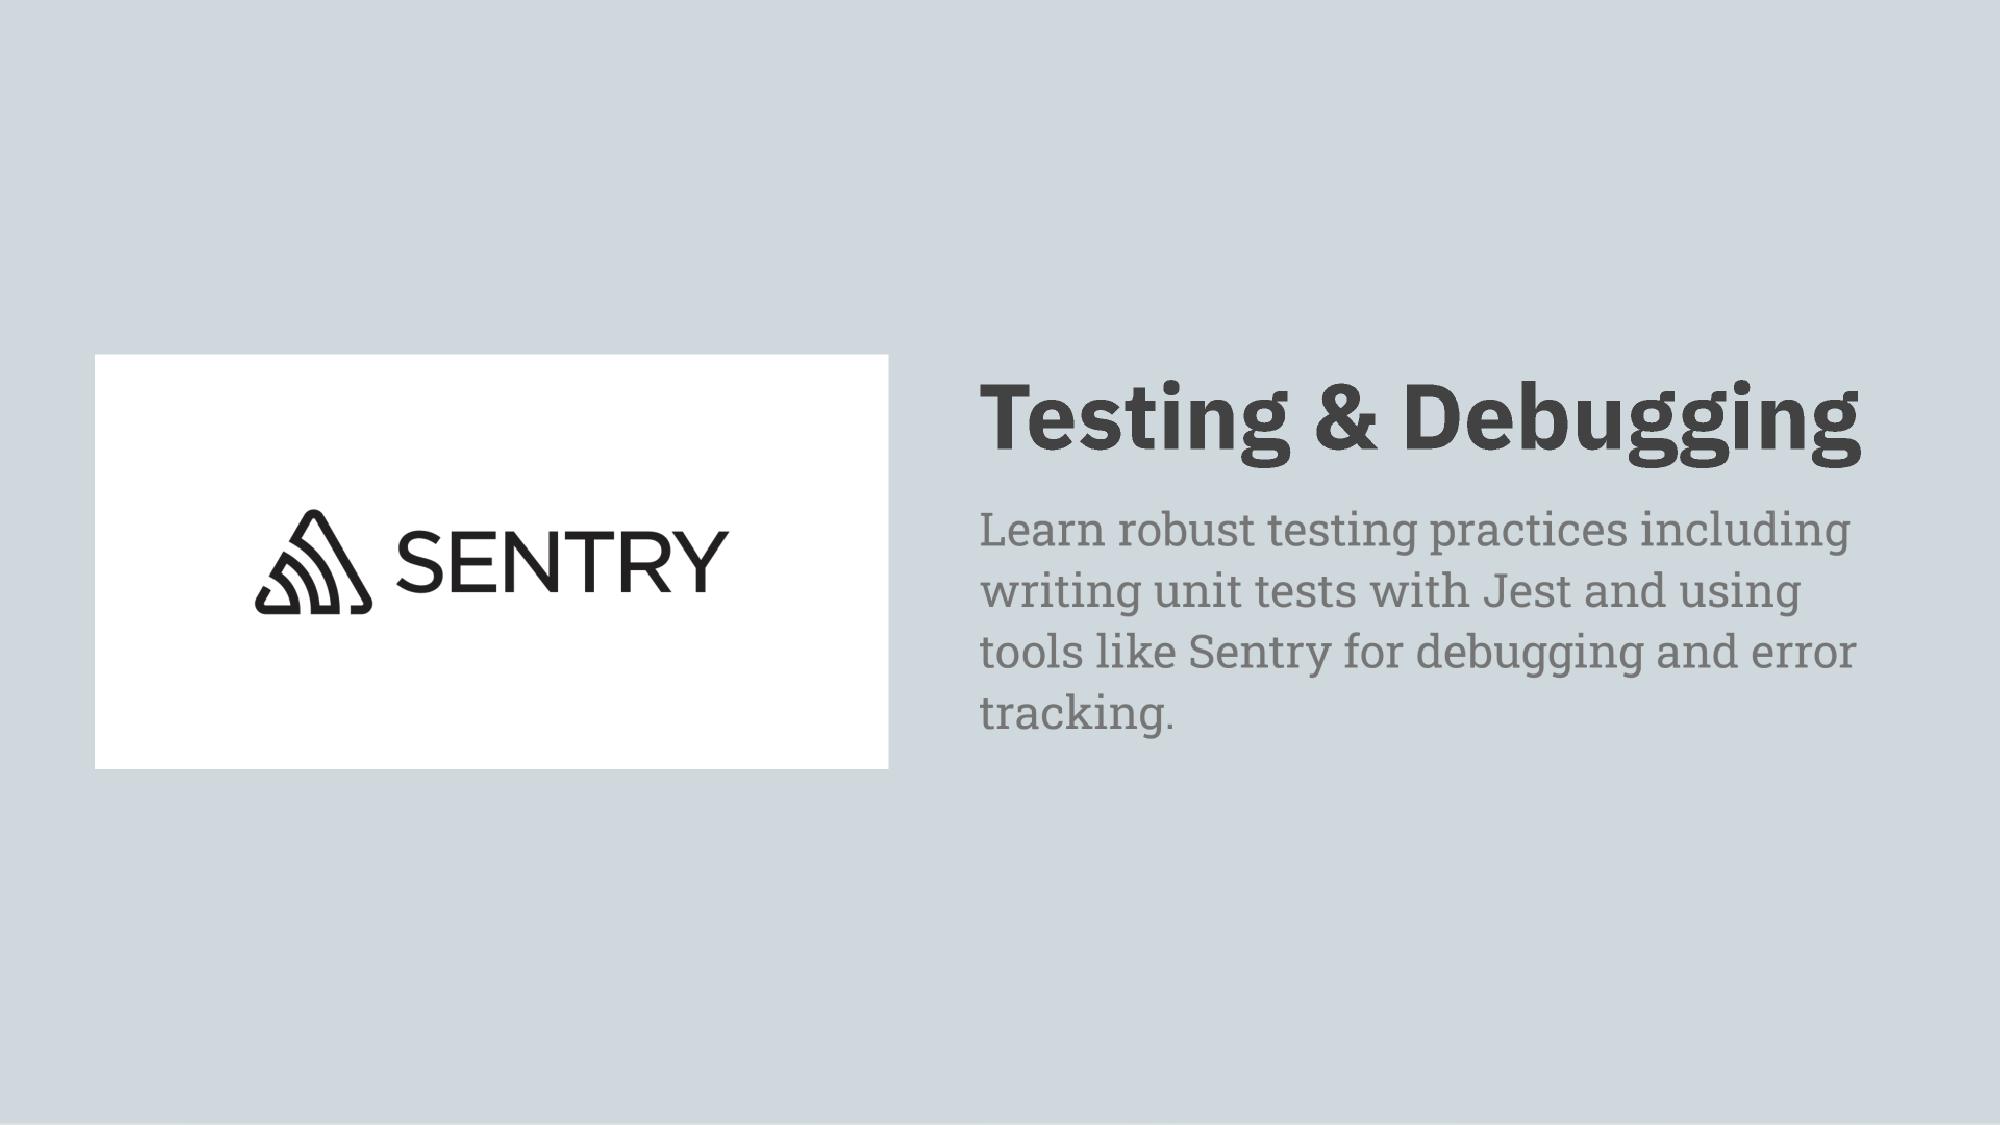 SENTRY
Testing & Debugging
Learn robust testing practices including
writing unit tests with Jest and using
tools like Sentry for debugging and error
tracking.